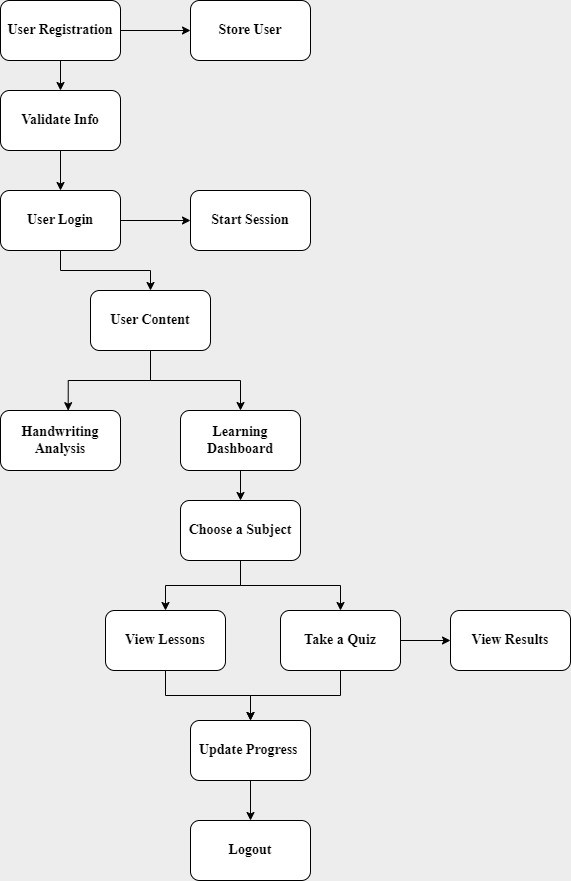 User Registration
Store User
Validate Info
User Login
Start Session
User Content
Handwriting
Analysis
Learning
Dashboard
Choose a Subject
View Lessons
Take a Quiz
View Results
Update Progress
Logout